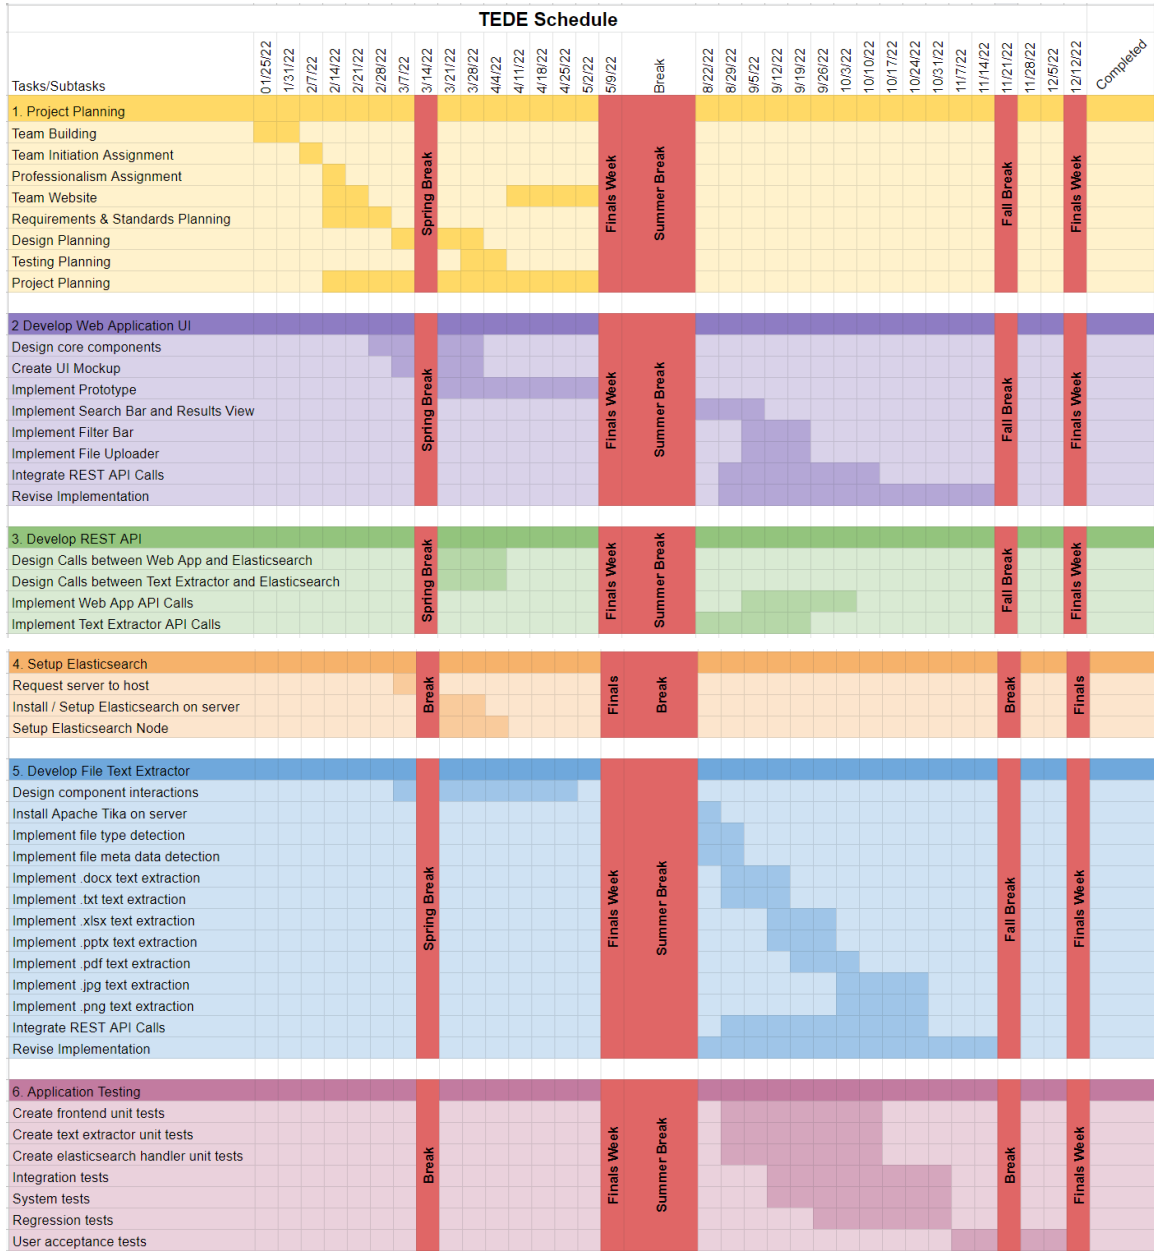 TEDE Schedule
Tasks/Subtasks 01/25/22 1/31/22 2/7/22 2/14/22 2/21/22 2/28/22 3/7/22 3/14/22 3/21/22 3/28/22 4/4/22 4/11/22 4/18/22 4/25/22 5/2/22 5/9/22 Break 8/22/22 8/29/22 9/5/22 9/12/22 9/19/22 9/26/22 10/3/22 10/10/22 10/17/22 10/24/22 10/31/22 11/7/22 11/14/22 11/21/22 11/28/22 12/5/22 12/12/22 Completed
1. Project Planning
Team Building
Team Initiation Assignment
Professionalism Assignment
Team Website
Requirements & Standards Planning
Design Planning
Testing Planning
Project Planning
Spring Break
Finals Week
Summer Break
Fall Break
Finals Week
2 Develop Web Application UI
Design core components
Create UI Mockup
Implement Prototype
Implement Search Bar and Results View
Implement Filter Bar
Implement File Uploader
Integrate REST API Calls
Revise Implementation
Spring Break
Finals Week
Summer Break
Fall Break
Finals Week
3. Develop REST API
Design Calls between Web App and Elasticsearch
Design Calls between Text Extractor and Elasticsearch
Implement Web App API Calls
Implement Text Extractor API Calls
Spring Break
Finals Week
Summer Break
Fall Break
Finals Week
4. Setup Elasticsearch
Request server to host
Install / Setup Elasticsearch on server
Setup Elasticsearch Node
Break
Finals
Break
Break
Finals
5. Develop File Text Extractor
Design component interactions
Install Apache Tika on server
Implement file type detection
Implement file meta data detection
Implement .docx text extraction
Implement .txt text extraction
Implement .xlsx text extraction
Implement .pptx text extraction
Implement .pdf text extraction
Implement .jpg text extraction
Implement .png text extraction
Integrate REST API Calls
Revise Implementation
Spring Break
Finals Week
Summer Break
Fall Break
Finals Week
6. Application Testing
Create frontend unit tests
Create text extractor unit tests
Create elasticsearch handler unit tests
Integration tests
System tests
Regression tests
User acceptance tests
Break
Finals Week
Summer Break
Break
Finals Week